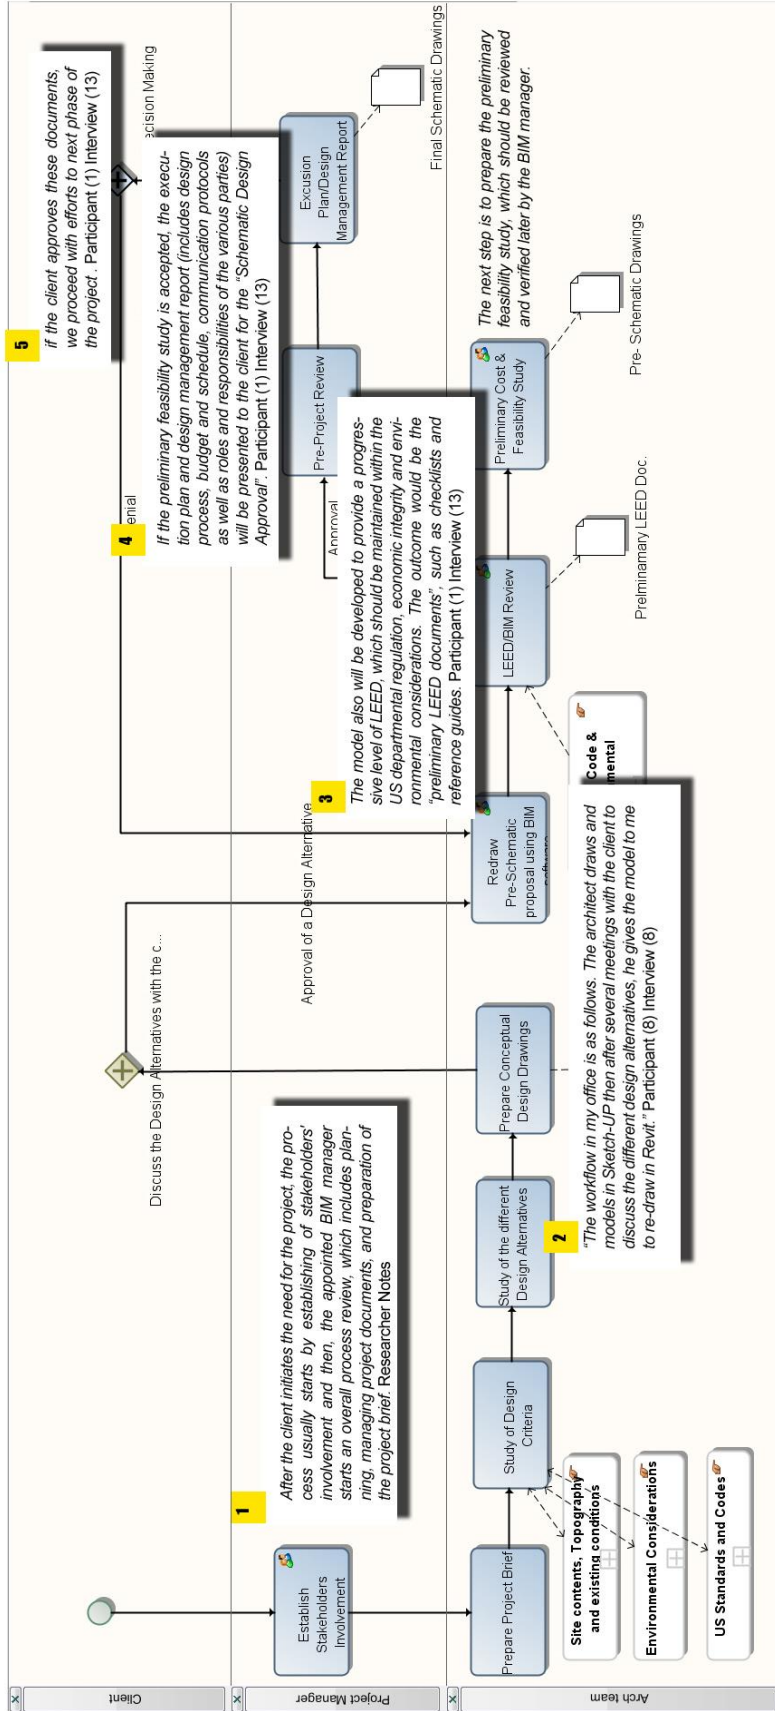 Client
Project Manager
Arch team
5
if the client approves these documents,
we proceed with efforts to next phase of
the project . Participant (1) Interview (13)
ecision Making
4
If the preliminary feasibility study is accepted, the execu-
tion plan and design management report (includes design
process, budget and schedule, communication protocols
as well as roles and responsibilities of the various parties)
will be presented to the client for the "Schematic Design
Approval". Participant (1) Interview (13)
enial
Discuss the Design Alternatives with the c...
1
After the client initiates the need for the project, the pro-
cess usually starts by establishing of stakeholders'
involvement and then, the appointed BIM manager
starts an overall process review, which includes plan-
ning, managing project documents, and preparation of
the project brief. Researcher Notes
Establish
Stakeholders
Involvement
Approval of a Design Alternative
3
The model also will be developed to provide a progres-
sive level of LEED, which should be maintained within the
US departmental regulation, economic integrity and envi-
ronmental considerations. The outcome would be the
"preliminary LEED documents", such as checklists and
reference guides. Participant (1) Interview (13)
Approval
Pre-Project Review
Excusion
Plan/Design
Management Report
Final Schematic Drawings
Prepare Project Brief
Study of Design
Criteria
Study of the different
Design Alternatives
Prepare Conceptual
Design Drawings
Redraw
Pre-Schematic
proposal using BIM
software
LEED/BIM Review
Preliminary Cost &
Feasibility Study
The next step is to prepare the preliminary
feasibility study, which should be reviewed
and verified later by the BIM manager.
Site contents, Topography
and existing conditions
Environmental Considerations
US Standards and Codes
2
"The workflow in my office is as follows. The architect draws and
models in Sketch-UP then after several meetings with the client to
discuss the different design alternatives, he gives the model to me
to re-draw in Revit." Participant (8) Interview (8)
Code &
mental
Prelminamary LEED Doc.
Pre- Schematic Drawings